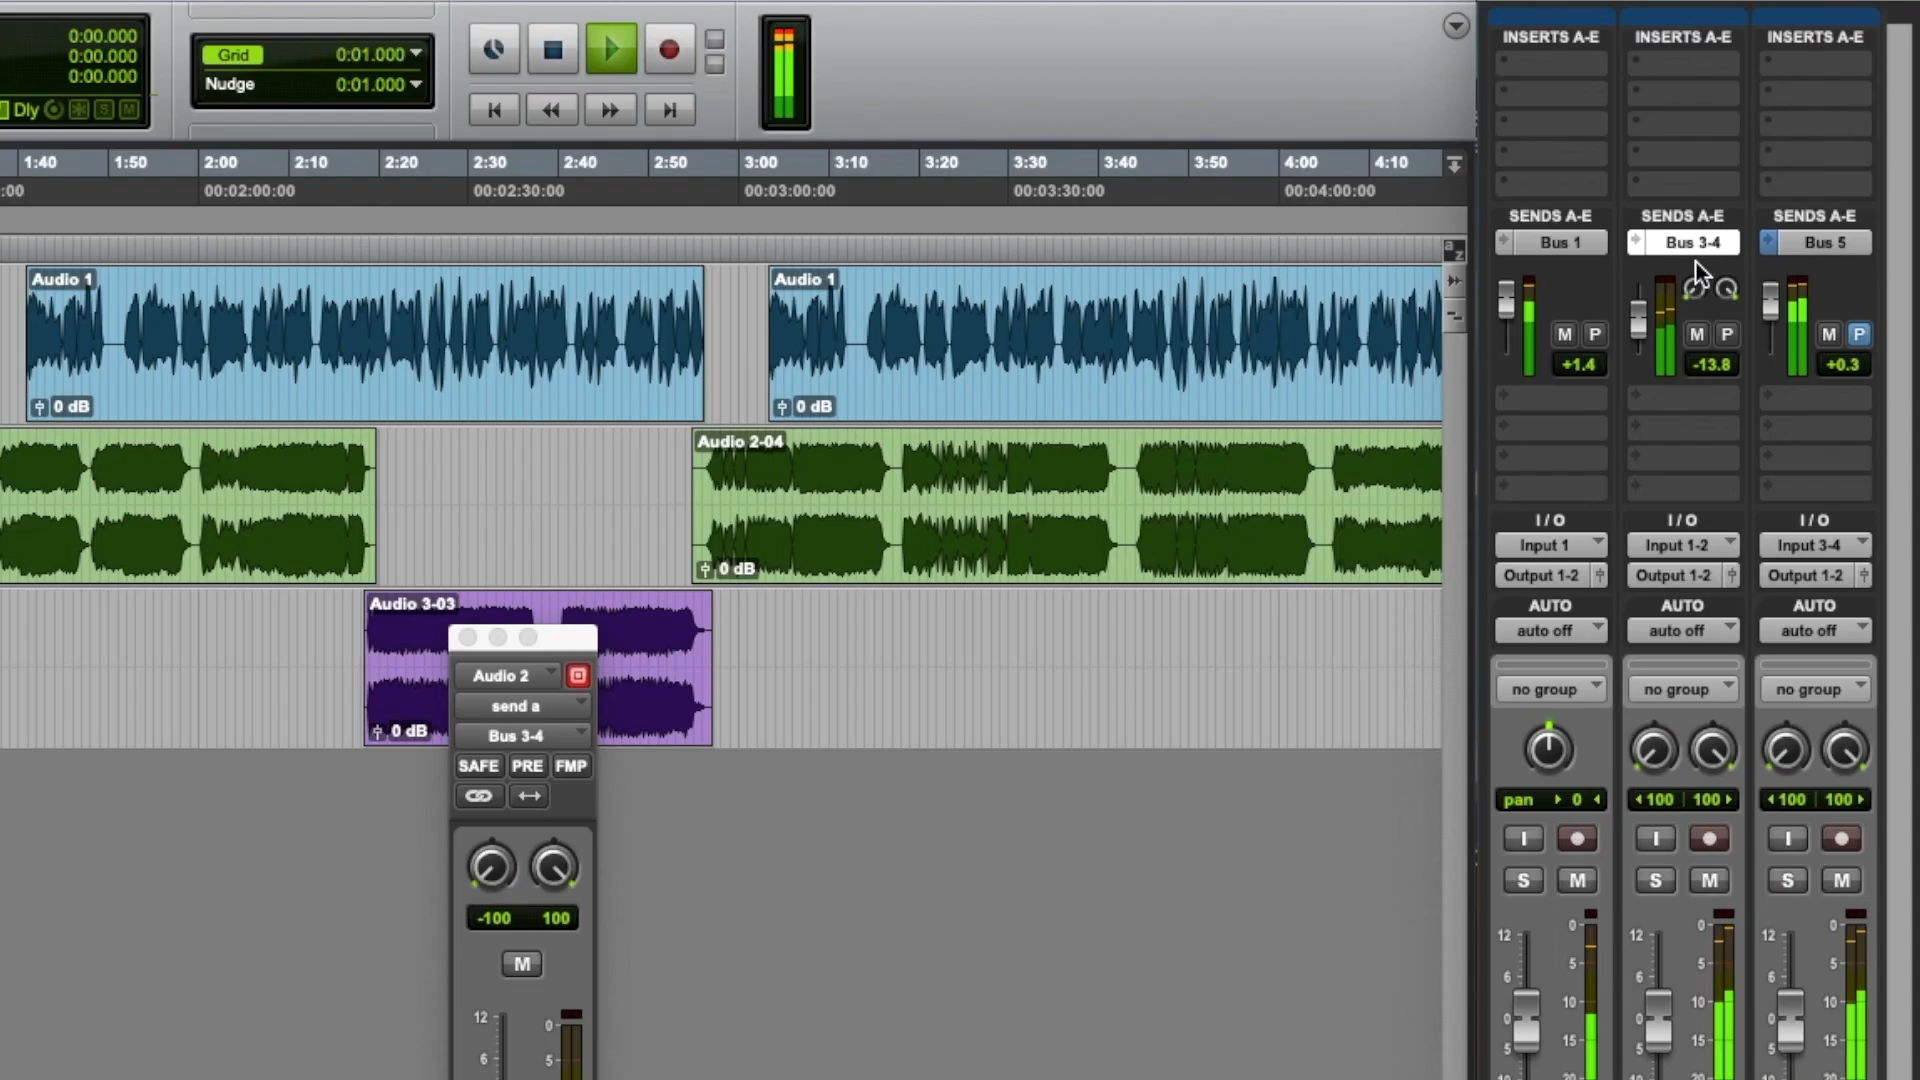 0:00.000
0:00.000
0:00.000
Dly S M
Grid 0:01.000
Nudge 0:01.000
1:40 1:50 2:00 2:10 2:20 2:30 2:40 2:50 3:00 3:10 3:20 3:30 3:40 3:50 4:00 4:10
:00 00:02:00:00 00:02:30:00 00:03:00:00 00:03:30:00 00:04:00:00
a z
Audio 1 Audio 1
0 dB 0 dB
Audio 2-04
0 dB
Audio 3-03
0 dB
Audio 2
send a
Bus 3-4
SAFE PRE FMP
-100 100
M
12 0
6 5
INSERTS A-E INSERTS A-E INSERTS A-E
SENDS A-E SENDS A-E SENDS A-E
Bus 1 Bus 3-4 Bus 5
M P M P M P
+1.4 -13.8 +0.3
I / O I / O I / O
Input 1 Input 1-2 Input 3-4
Output 1-2 Output 1-2 Output 1-2
AUTO AUTO AUTO
auto off auto off auto off
no group no group no group
pan 0 100 100 100 100
I I I
S M S M S M
12 0 12 0 12 0
6 5 6 5 6 5
0 10 0 10 0 10
5 15 5 15 5 15
10 20 10 20 10 20